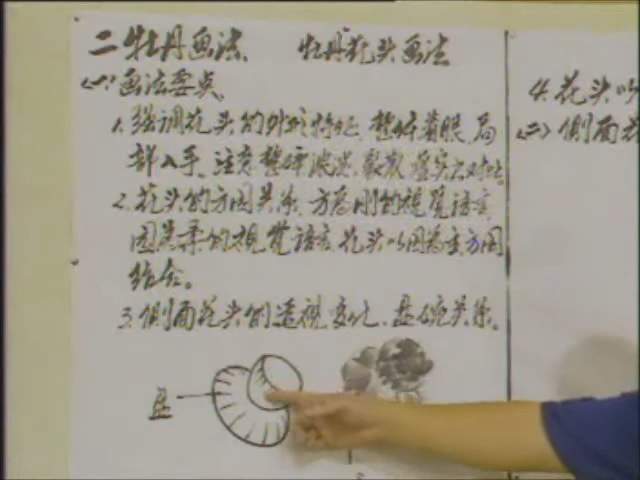 二 牡丹画法   牡丹花头画法
(一) 画法要点
1. 强调花头的外形特征, 整体着眼, 局
部入手, 注意整碎浓淡, 聚散虚实六对比。
2. 花头的方圆关系, 方为刚的视觉语言,
圆为柔的视觉语言, 花头以圆为主方圆
结合。
3. 侧面花头的透视变化、盘碗关系。
盘
4. 花头以
(二) 侧面花